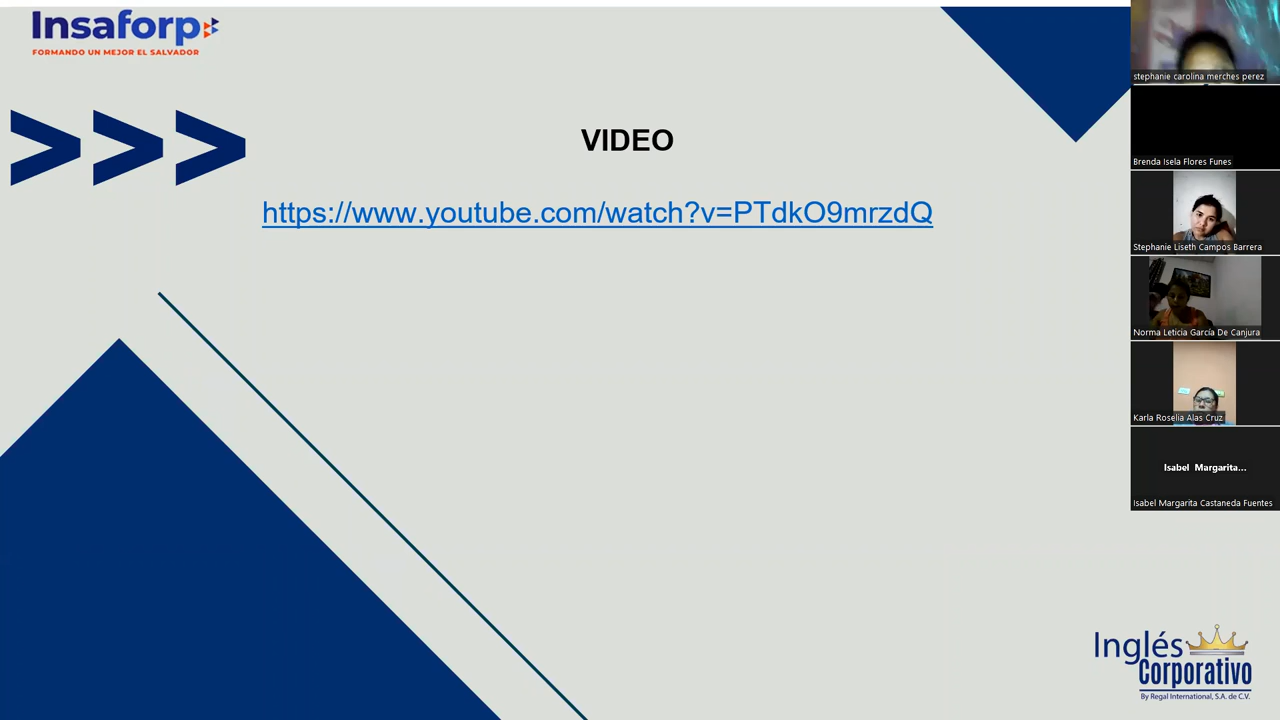 Insaforp
FORMANDO UN MEJOR EL SALVADOR
>>>
VIDEO
https://www.youtube.com/watch?v=PTdkO9mrzdQ
stephanie carolina merches perez
Brenda Isela Flores Funes
Stephanie Liseth Campos Barrera
Norma Leticia García De Canjura
Karla Roselia Alas Cruz
Isabel Margarita...
Isabel Margarita Castaneda Fuentes
Inglés
Corporativo
By Regal International, S.A. de C.V.